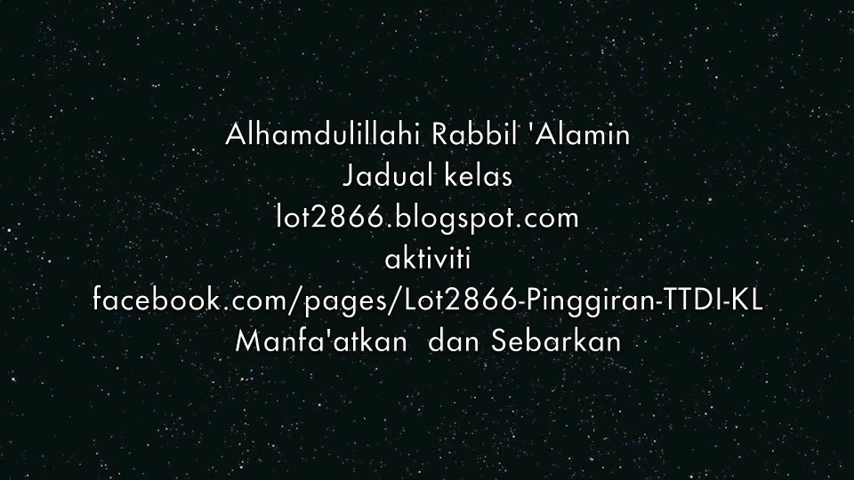 Alhamdulillahi Rabbil 'Alamin
Jadual kelas
lot2866.blogspot.com
aktiviti
facebook.com/pages/Lot2866-Pinggiran-TTDI-KL
Manfa'atkan  dan Sebarkan